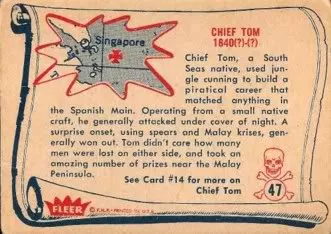 CHIEF TOM
1840(?)-(?)
Singapore
Chief Tom, a South
Seas native, used jun-
gle cunning to build a
piratical career that
matched anything in
the Spanish Main. Operating from a small native
craft, he generally attacked under cover of night. A
surprise onset, using spears and Malay krises, gen-
erally won out. Tom didn't care how many
men were lost on either side, and took an
amazing number of prizes near the Malay
Peninsula.
See Card #14 for more on
Chief Tom
47
FLEER
© F.H.F. PRINTED IN U.S.A.